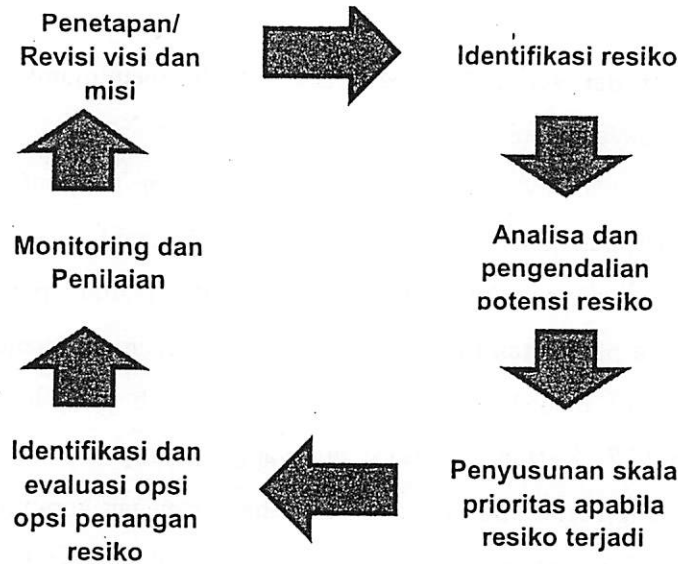 Penetapan/
Revisi visi dan
misi
Identifikasi resiko
Analisa dan
pengendalian
potensi resiko
Penyusunan skala
prioritas apabila
resiko terjadi
Identifikasi dan
evaluasi opsi
opsi penangan
resiko
Monitoring dan
Penilaian